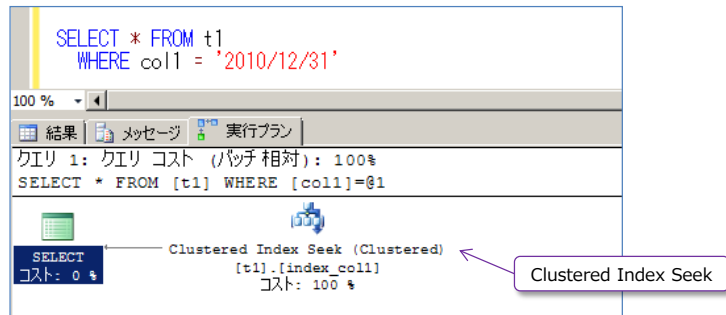 SELECT * FROM t1
WHERE col1 = '2010/12/31'
100 %
結果 メッセージ 実行プラン
クエリ 1: クエリ コスト (バッチ相対): 100%
SELECT * FROM [t1] WHERE [col1]=@1
SELECT
コスト: 0 %
Clustered Index Seek (Clustered)
[t1].[index_col1]
コスト: 100 %
Clustered Index Seek